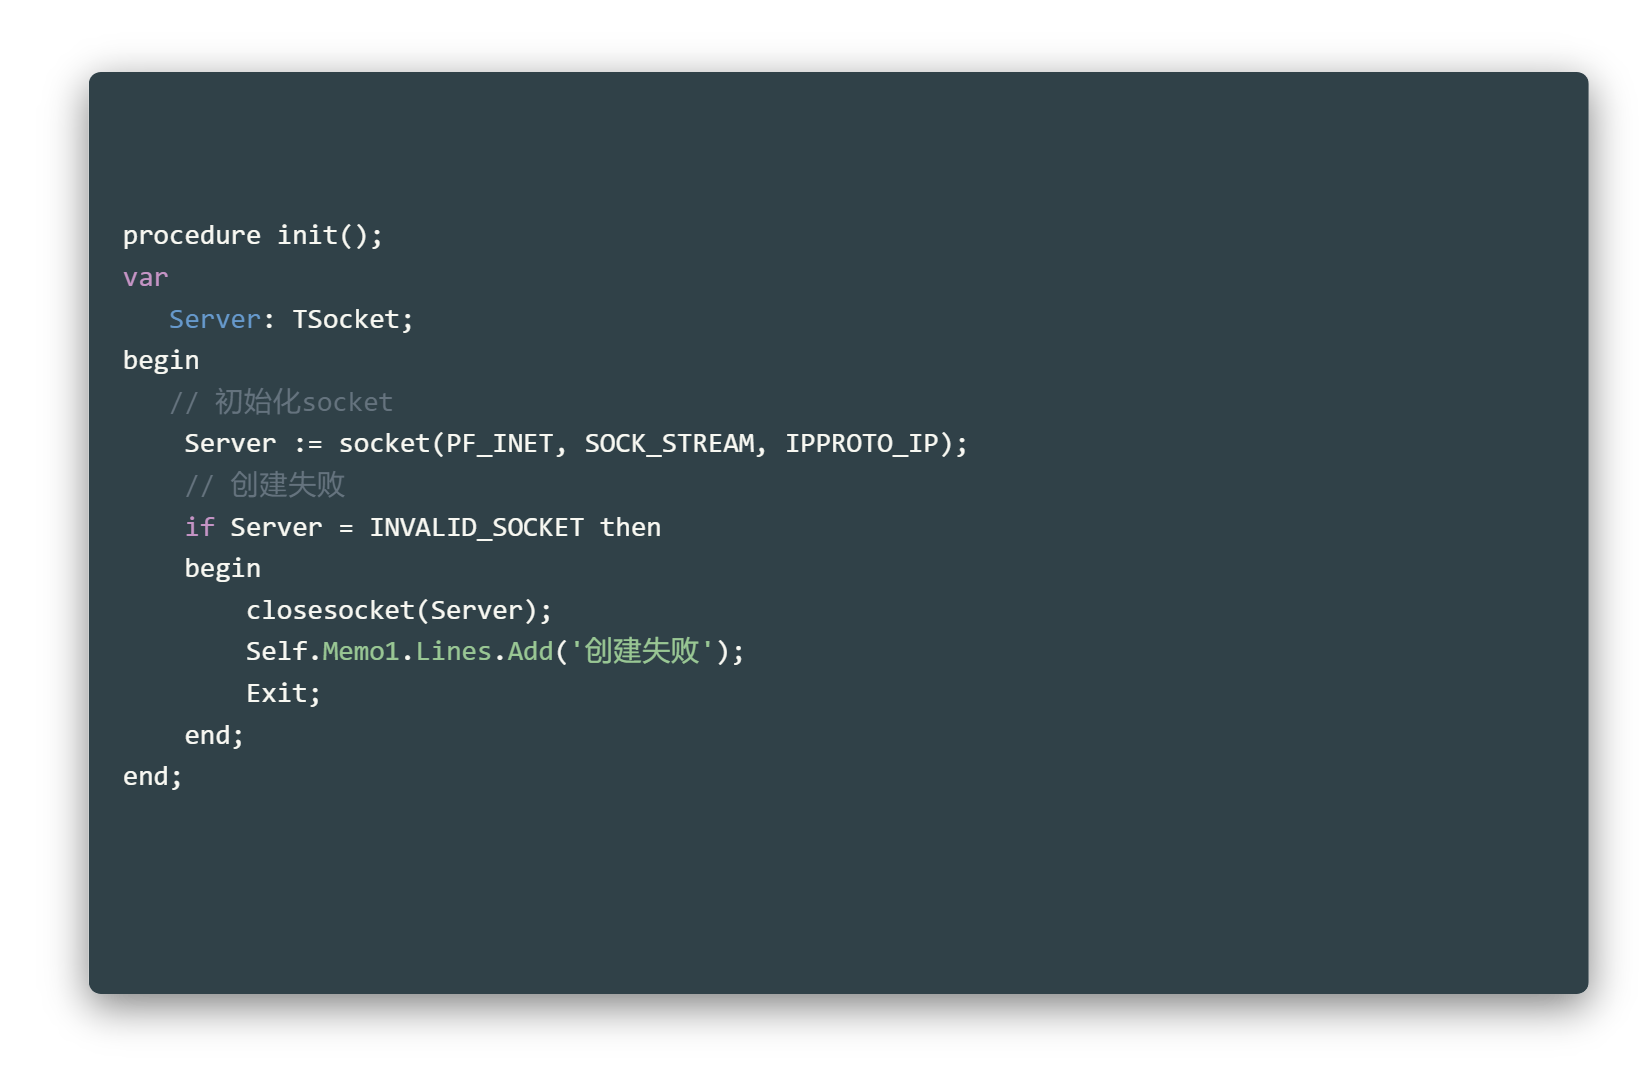 procedure init();
var
   Server: TSocket;
begin
   // 初始化socket
    Server := socket(PF_INET, SOCK_STREAM, IPPROTO_IP);
    // 创建失败
    if Server = INVALID_SOCKET then
    begin
        closesocket(Server);
        Self.Memo1.Lines.Add('创建失败');
        Exit;
    end;
end;